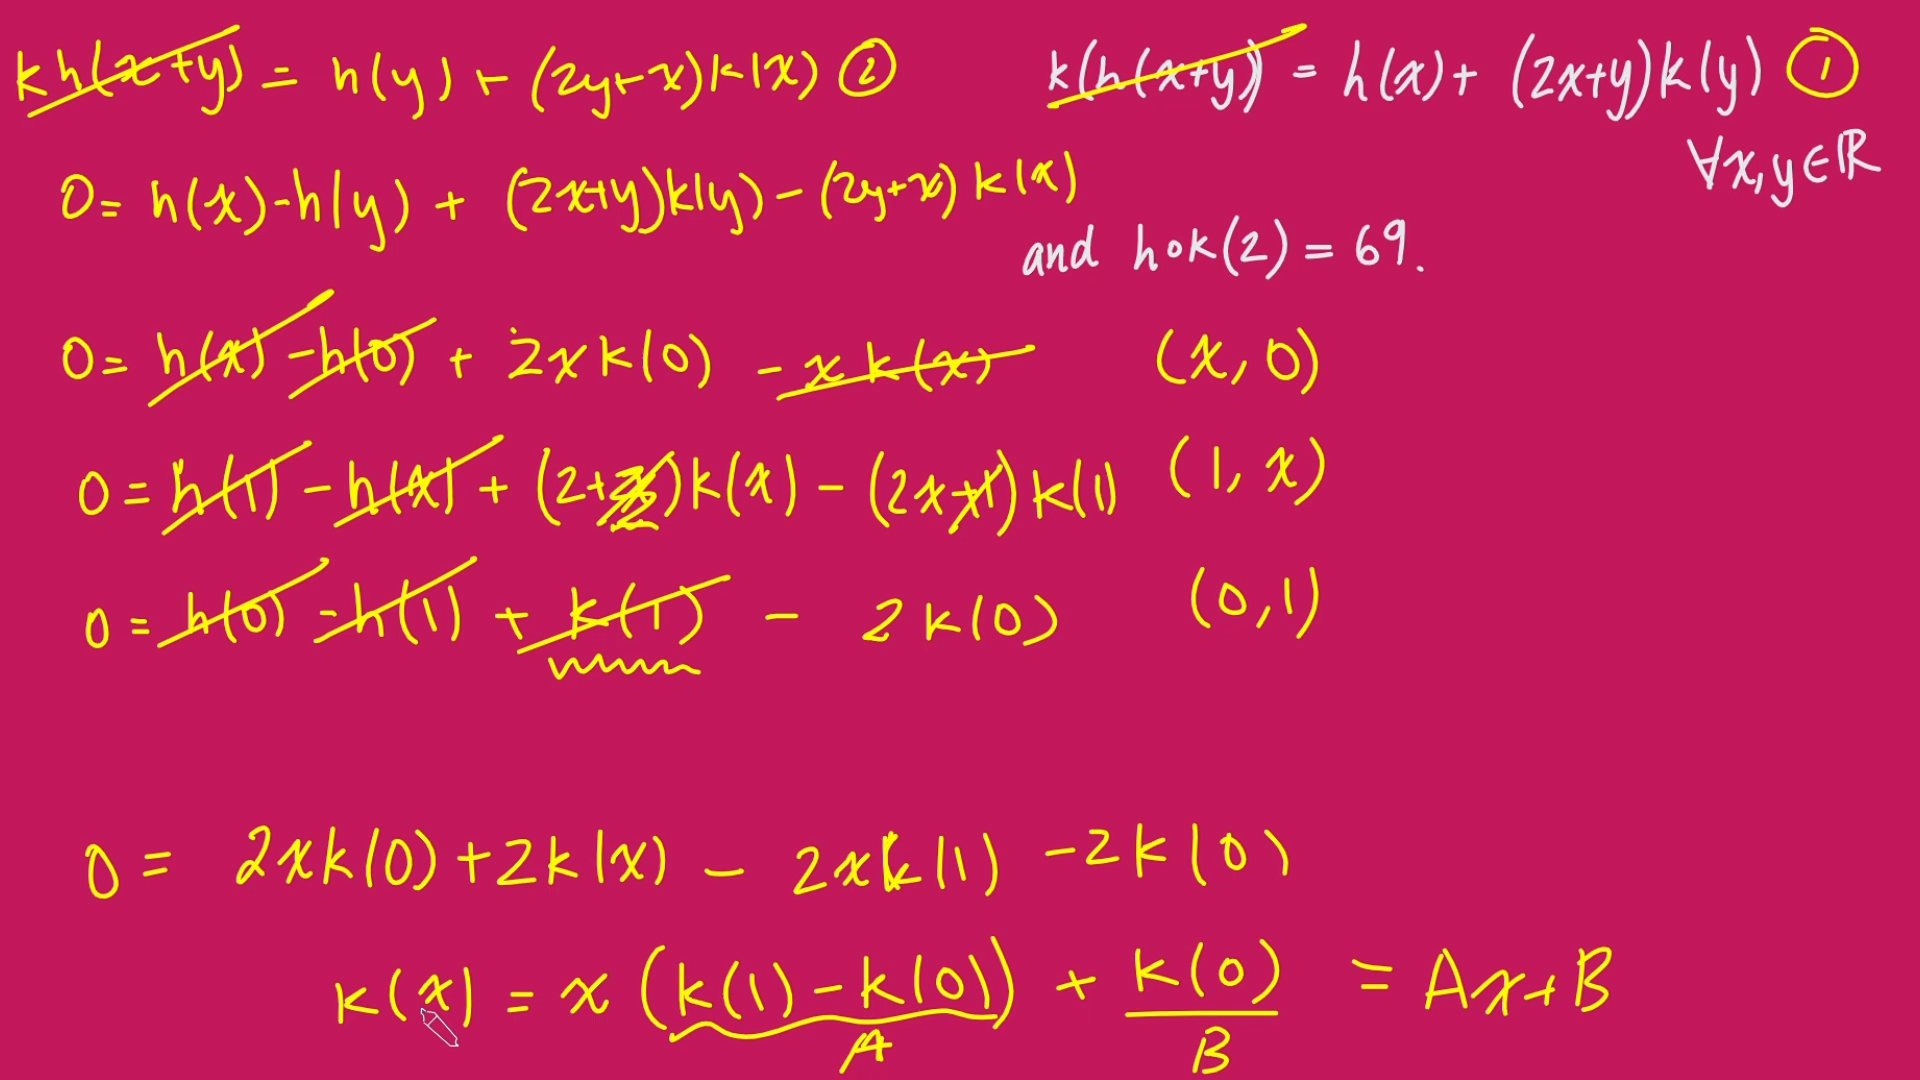 kh(x+y) = h(y) + (2y+x)k(x) ② k(h(x+y)) = h(x) + (2x+y)k(y) ①
∀x,y∈ℝ
0 = h(x)-h(y) + (2x+y)k(y) - (2y+x)k(x)
and h∘k(2) = 69.
0 = h(x) - h(0) + 2xk(0) - xk(x) (x,0)
0 = h(1) - h(x) + (2+x)k(x) - (2x+1)k(1) (1,x)
0 = h(0) - h(1) + k(1) - 2k(0) (0,1)
0 = 2xk(0) + 2k(x) - 2xk(1) - 2k(0)
k(x) = x(k(1) - k(0)) + k(0) = Ax+B
A B